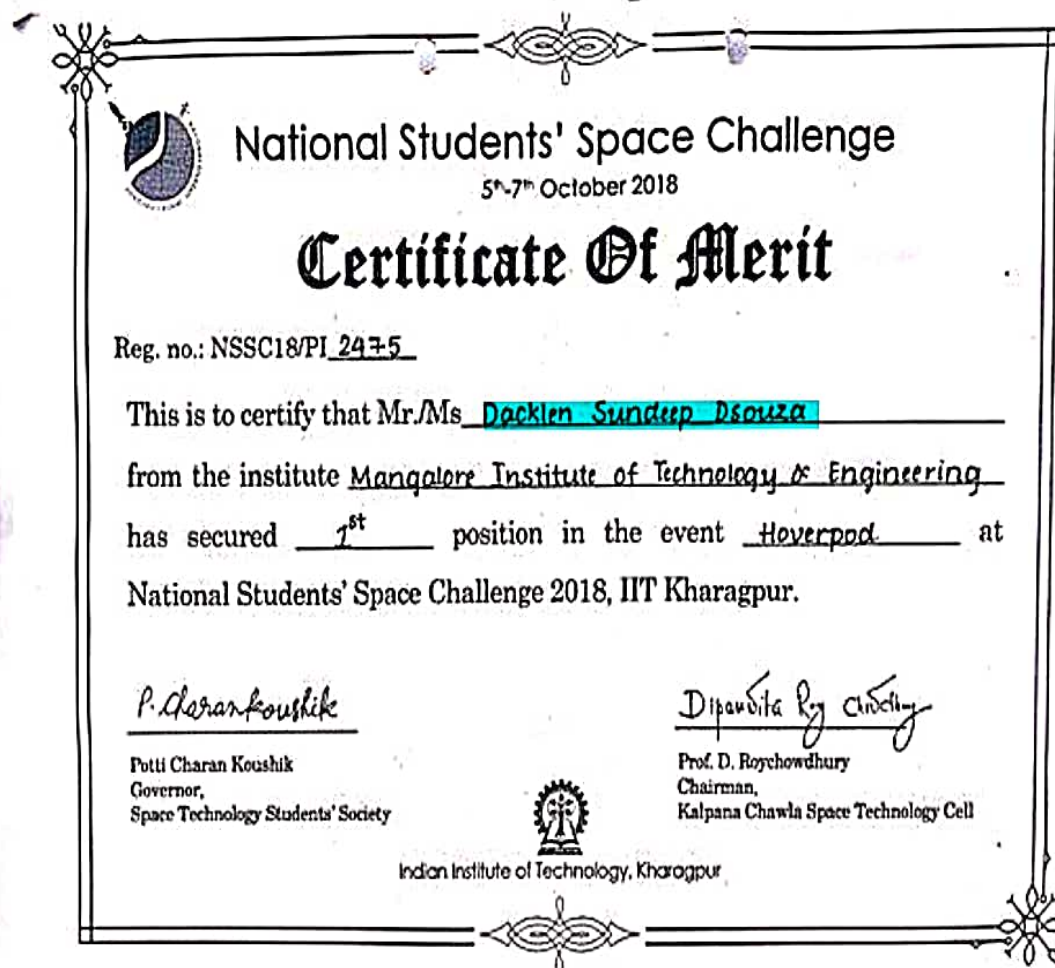 National Students' Space Challenge
5th-7th October 2018
Certificate Of Merit
Reg. no.: NSSC18/PI 2475
This is to certify that Mr./Ms Dacklen Sundeep Dsouza
from the institute Mangalore Institute of Technology & Engineering
has secured 1st position in the event Hoverpod at
National Students' Space Challenge 2018, IIT Kharagpur.
P. Charankoushik
Dipanwita Roy Chowdhury
Potti Charan Koushik
Governor,
Space Technology Students' Society
Prof. D. Roychowdhury
Chairman,
Kalpana Chawla Space Technology Cell
Indian Institute of Technology, Kharagpur